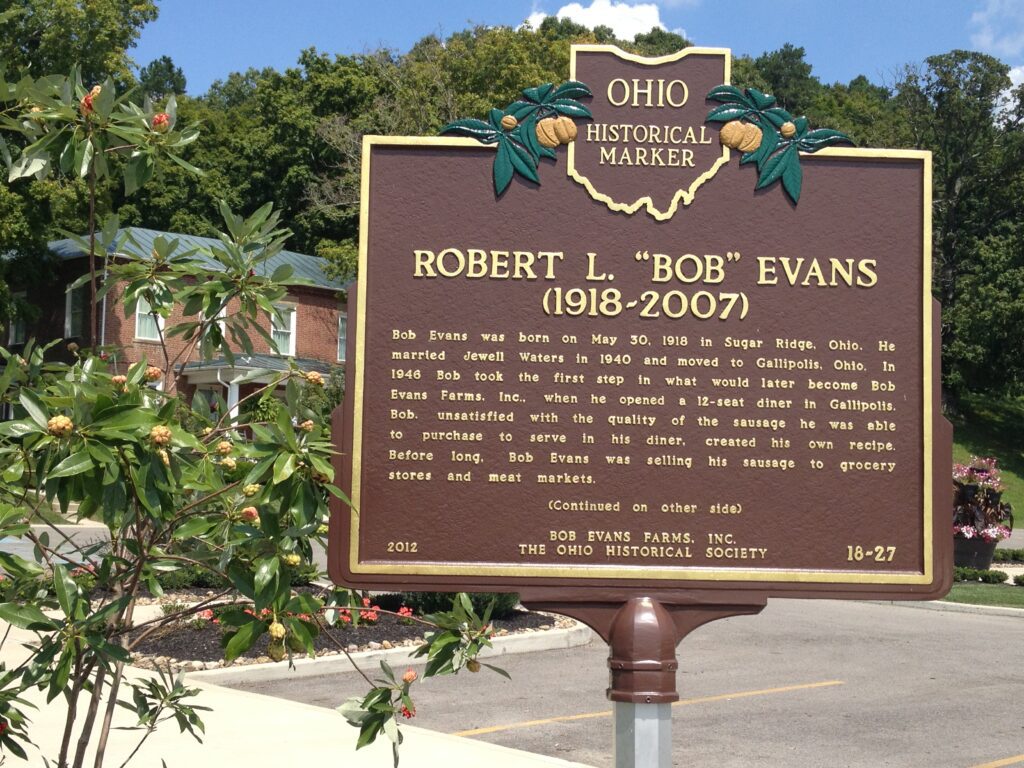 OHIO
HISTORICAL
MARKER
ROBERT L. "BOB" EVANS
(1918-2007)
Bob Evans was born on May 30, 1918 in Sugar Ridge, Ohio. He
married Jewell Waters in 1940 and moved to Gallipolis, Ohio. In
1946 Bob took the first step in what would later become Bob
Evans Farms, Inc., when he opened a 12-seat diner in Gallipolis.
Bob, unsatisfied with the quality of the sausage he was able
to purchase to serve in his diner, created his own recipe.
Before long, Bob Evans was selling his sausage to grocery
stores and meat markets.
(Continued on other side)
BOB EVANS FARMS, INC.
THE OHIO HISTORICAL SOCIETY
2012
18-27